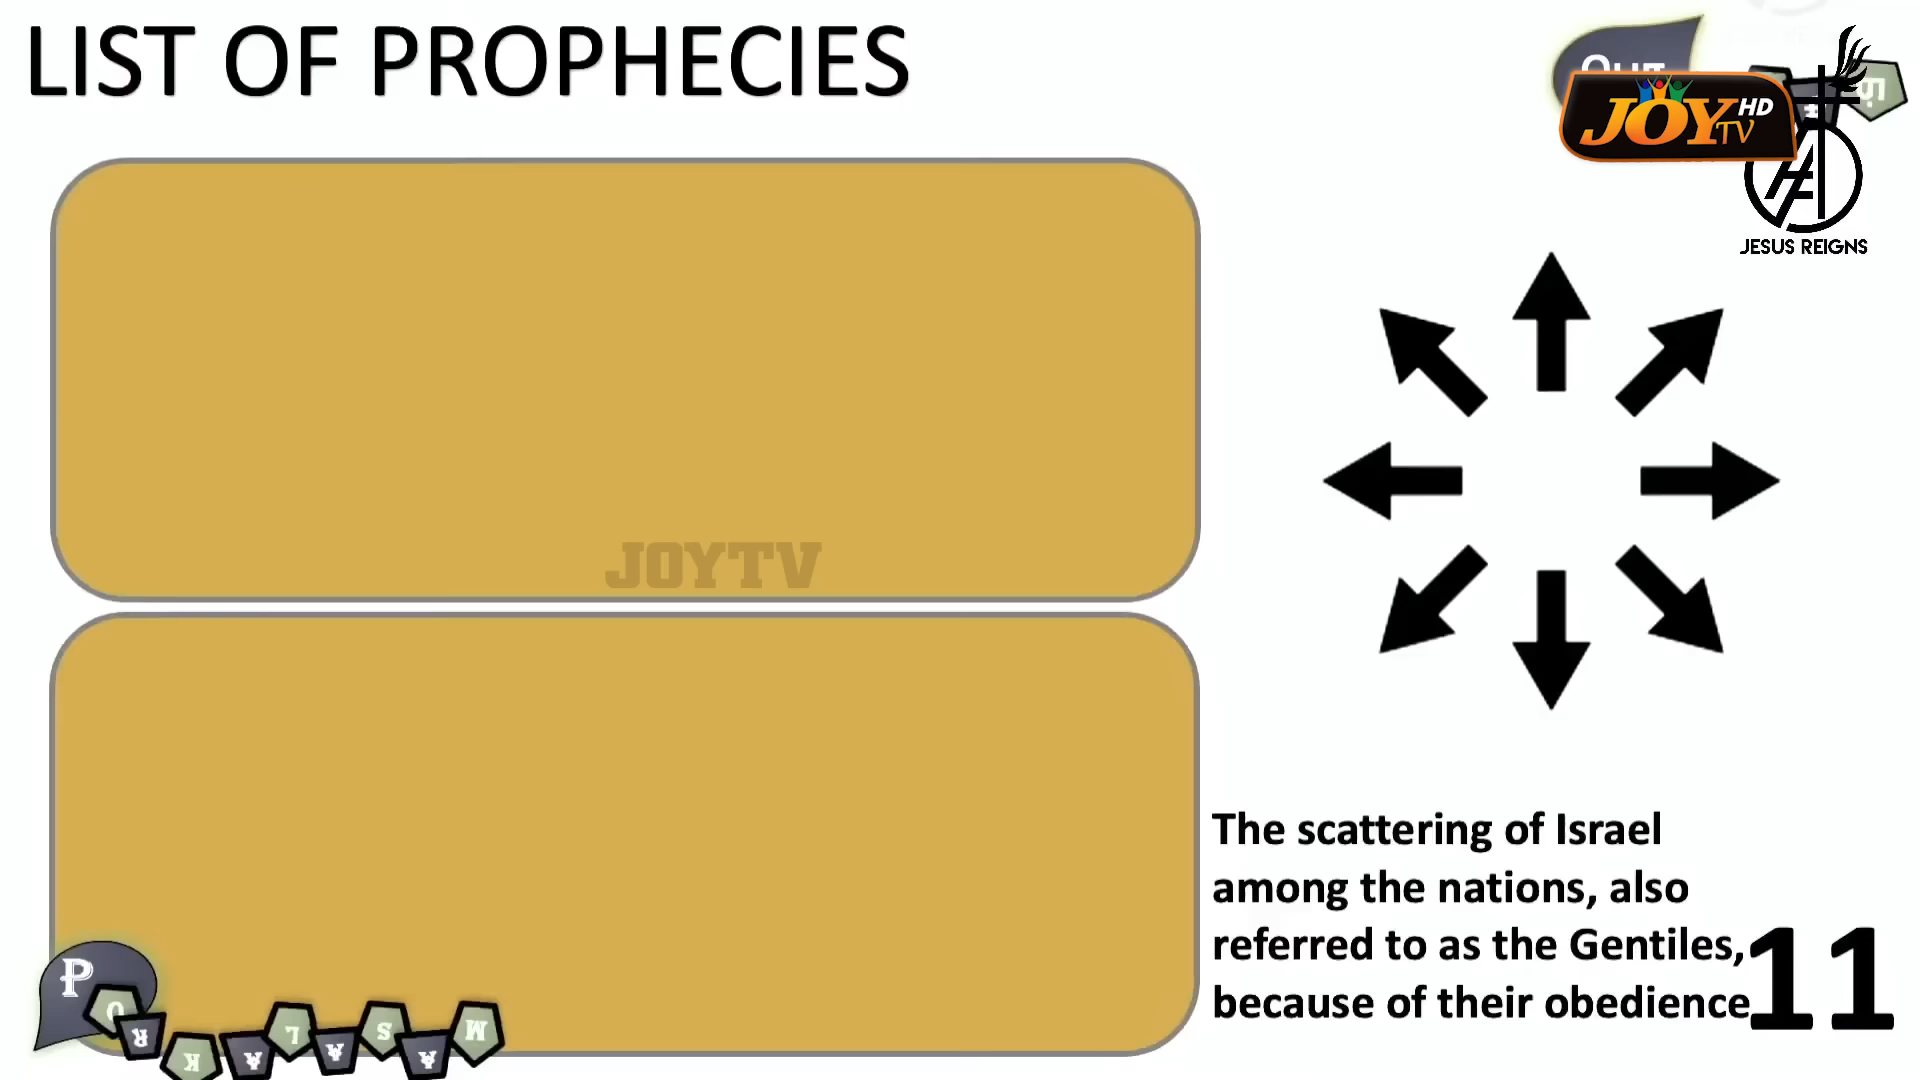 LIST OF PROPHECIES
JOY TV HD
JESUS REIGNS
JOYTV
The scattering of Israel
among the nations, also
referred to as the Gentiles,
because of their obedience
11
P
O R K A L A S A M